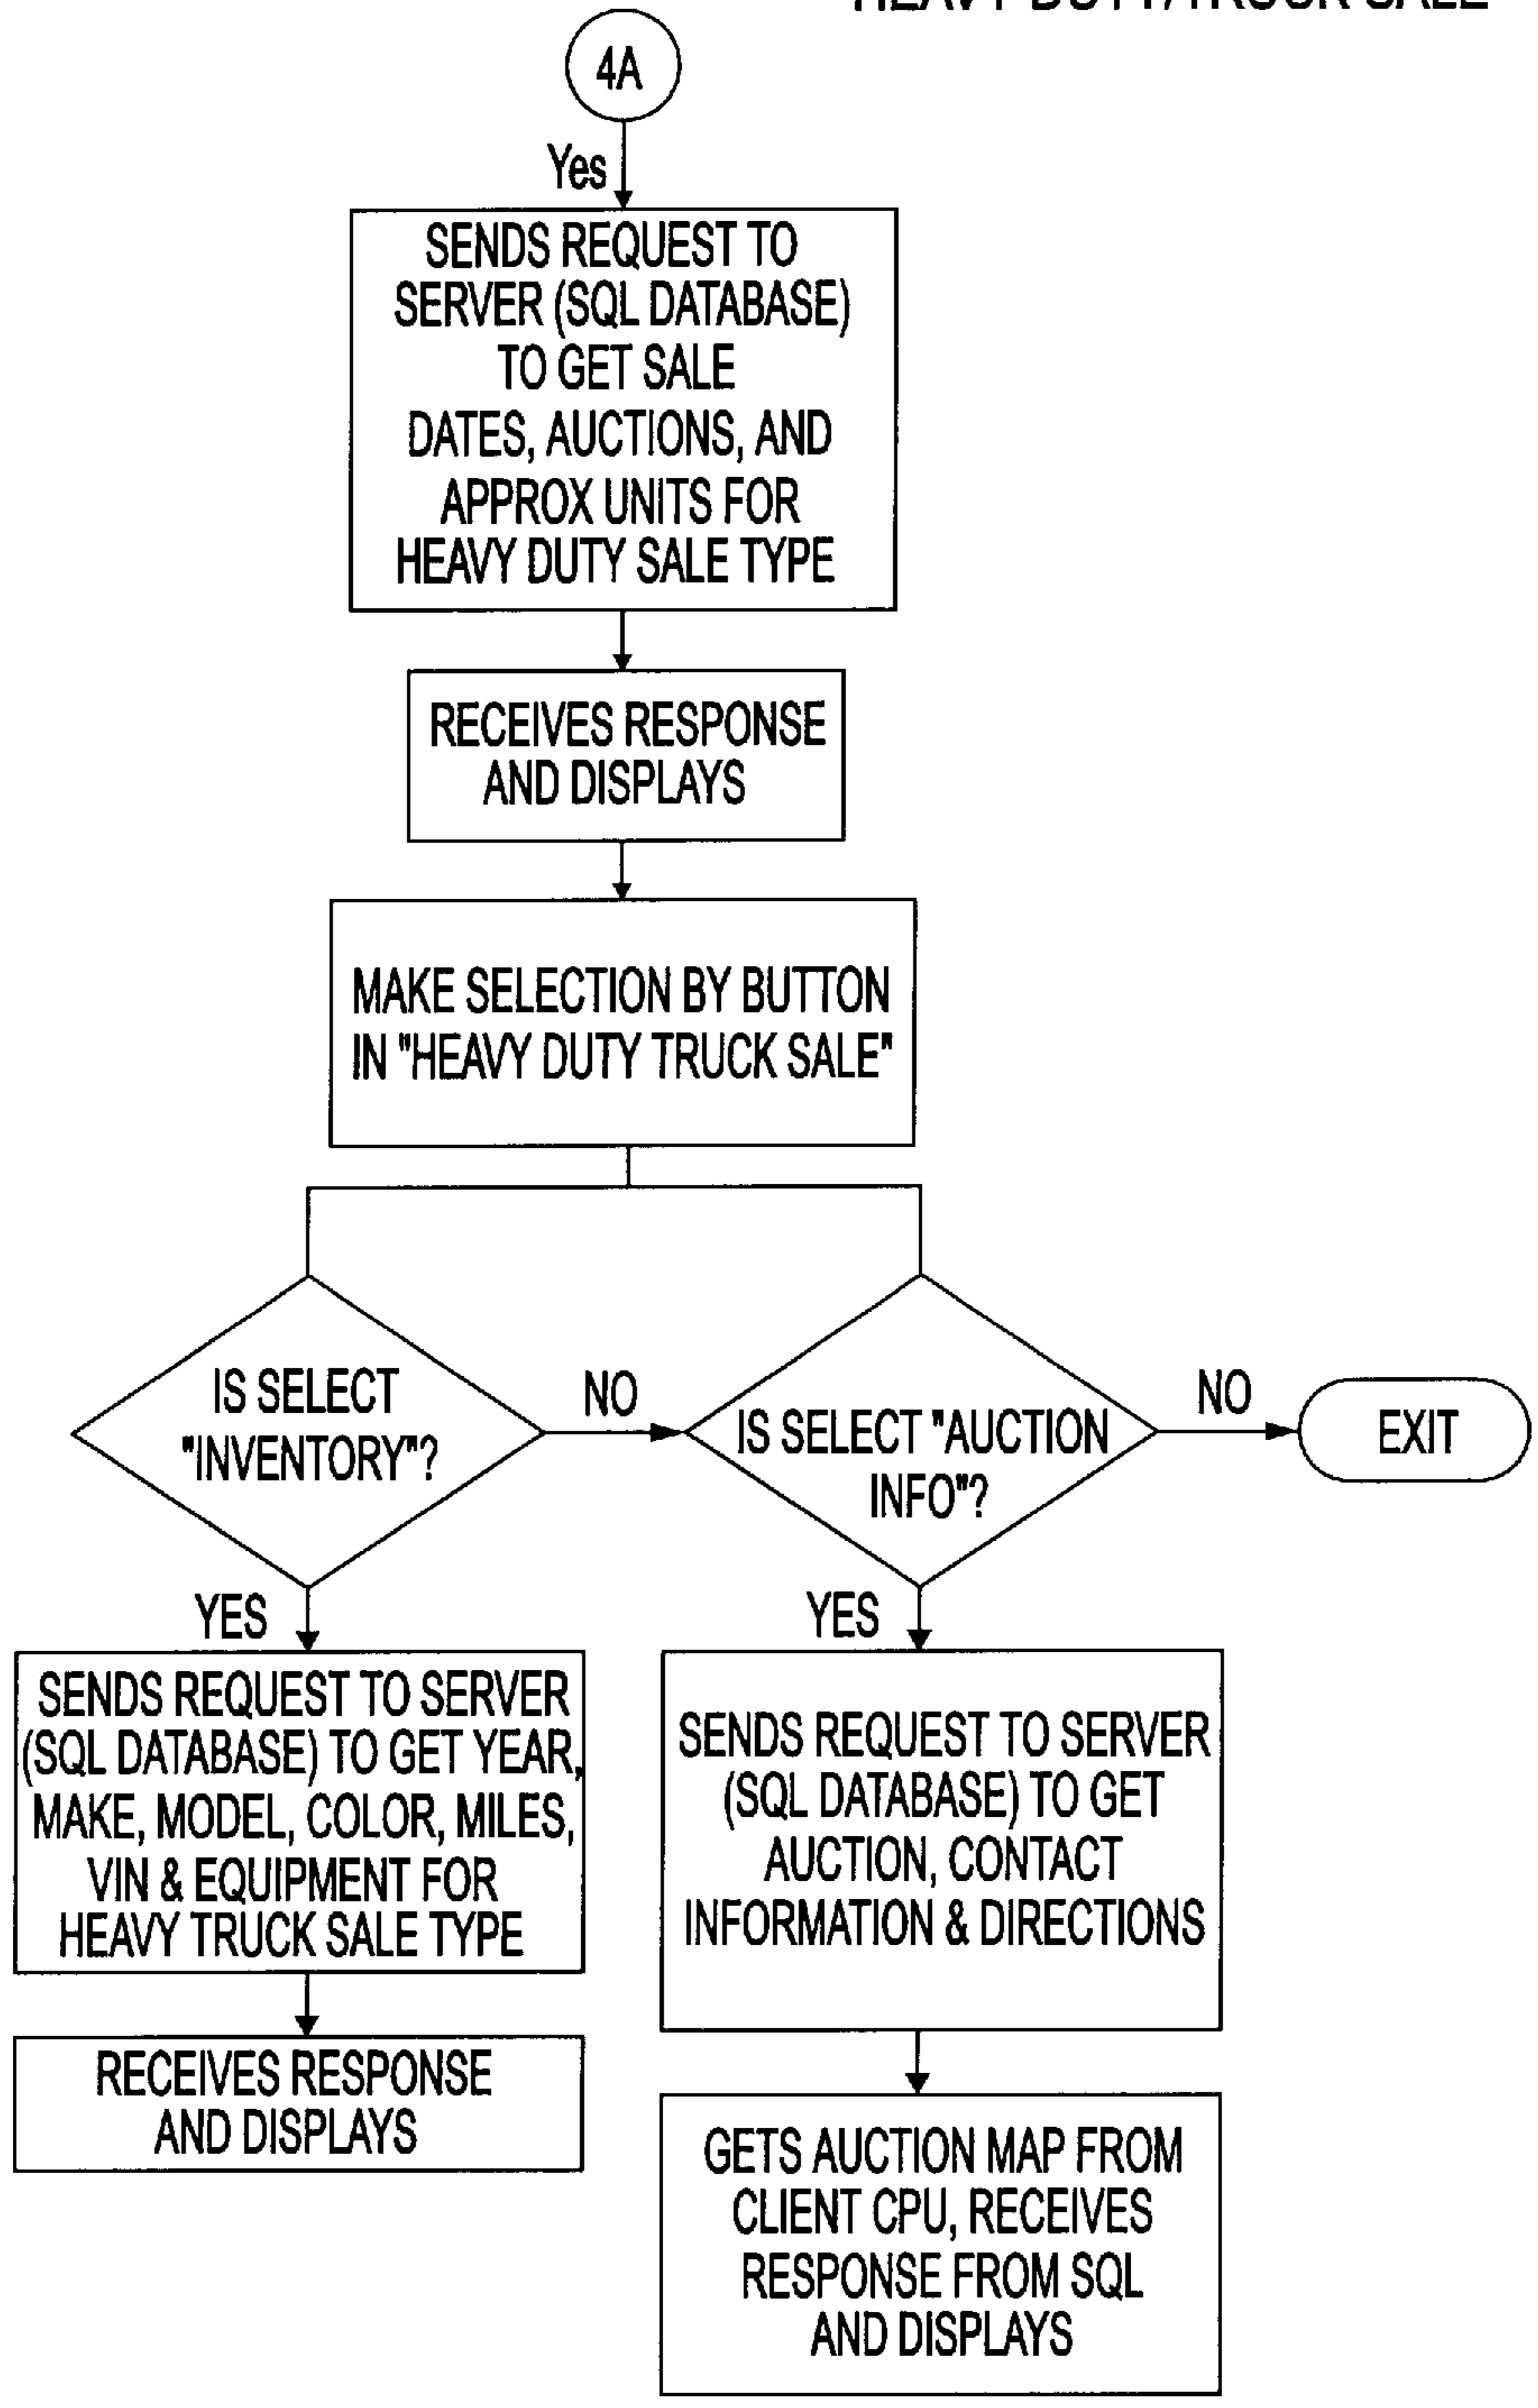 HEAVY DUTY/TRUCK SALE
4A
Yes
SENDS REQUEST TO
SERVER (SQL DATABASE)
TO GET SALE
DATES, AUCTIONS, AND
APPROX UNITS FOR
HEAVY DUTY SALE TYPE
RECEIVES RESPONSE
AND DISPLAYS
MAKE SELECTION BY BUTTON
IN "HEAVY DUTY TRUCK SALE"
IS SELECT
"INVENTORY"?
NO
IS SELECT "AUCTION
INFO"?
NO
EXIT
YES
SENDS REQUEST TO SERVER
(SQL DATABASE) TO GET YEAR,
MAKE, MODEL, COLOR, MILES,
VIN & EQUIPMENT FOR
HEAVY TRUCK SALE TYPE
RECEIVES RESPONSE
AND DISPLAYS
YES
SENDS REQUEST TO SERVER
(SQL DATABASE) TO GET
AUCTION, CONTACT
INFORMATION & DIRECTIONS
GETS AUCTION MAP FROM
CLIENT CPU, RECEIVES
RESPONSE FROM SQL
AND DISPLAYS